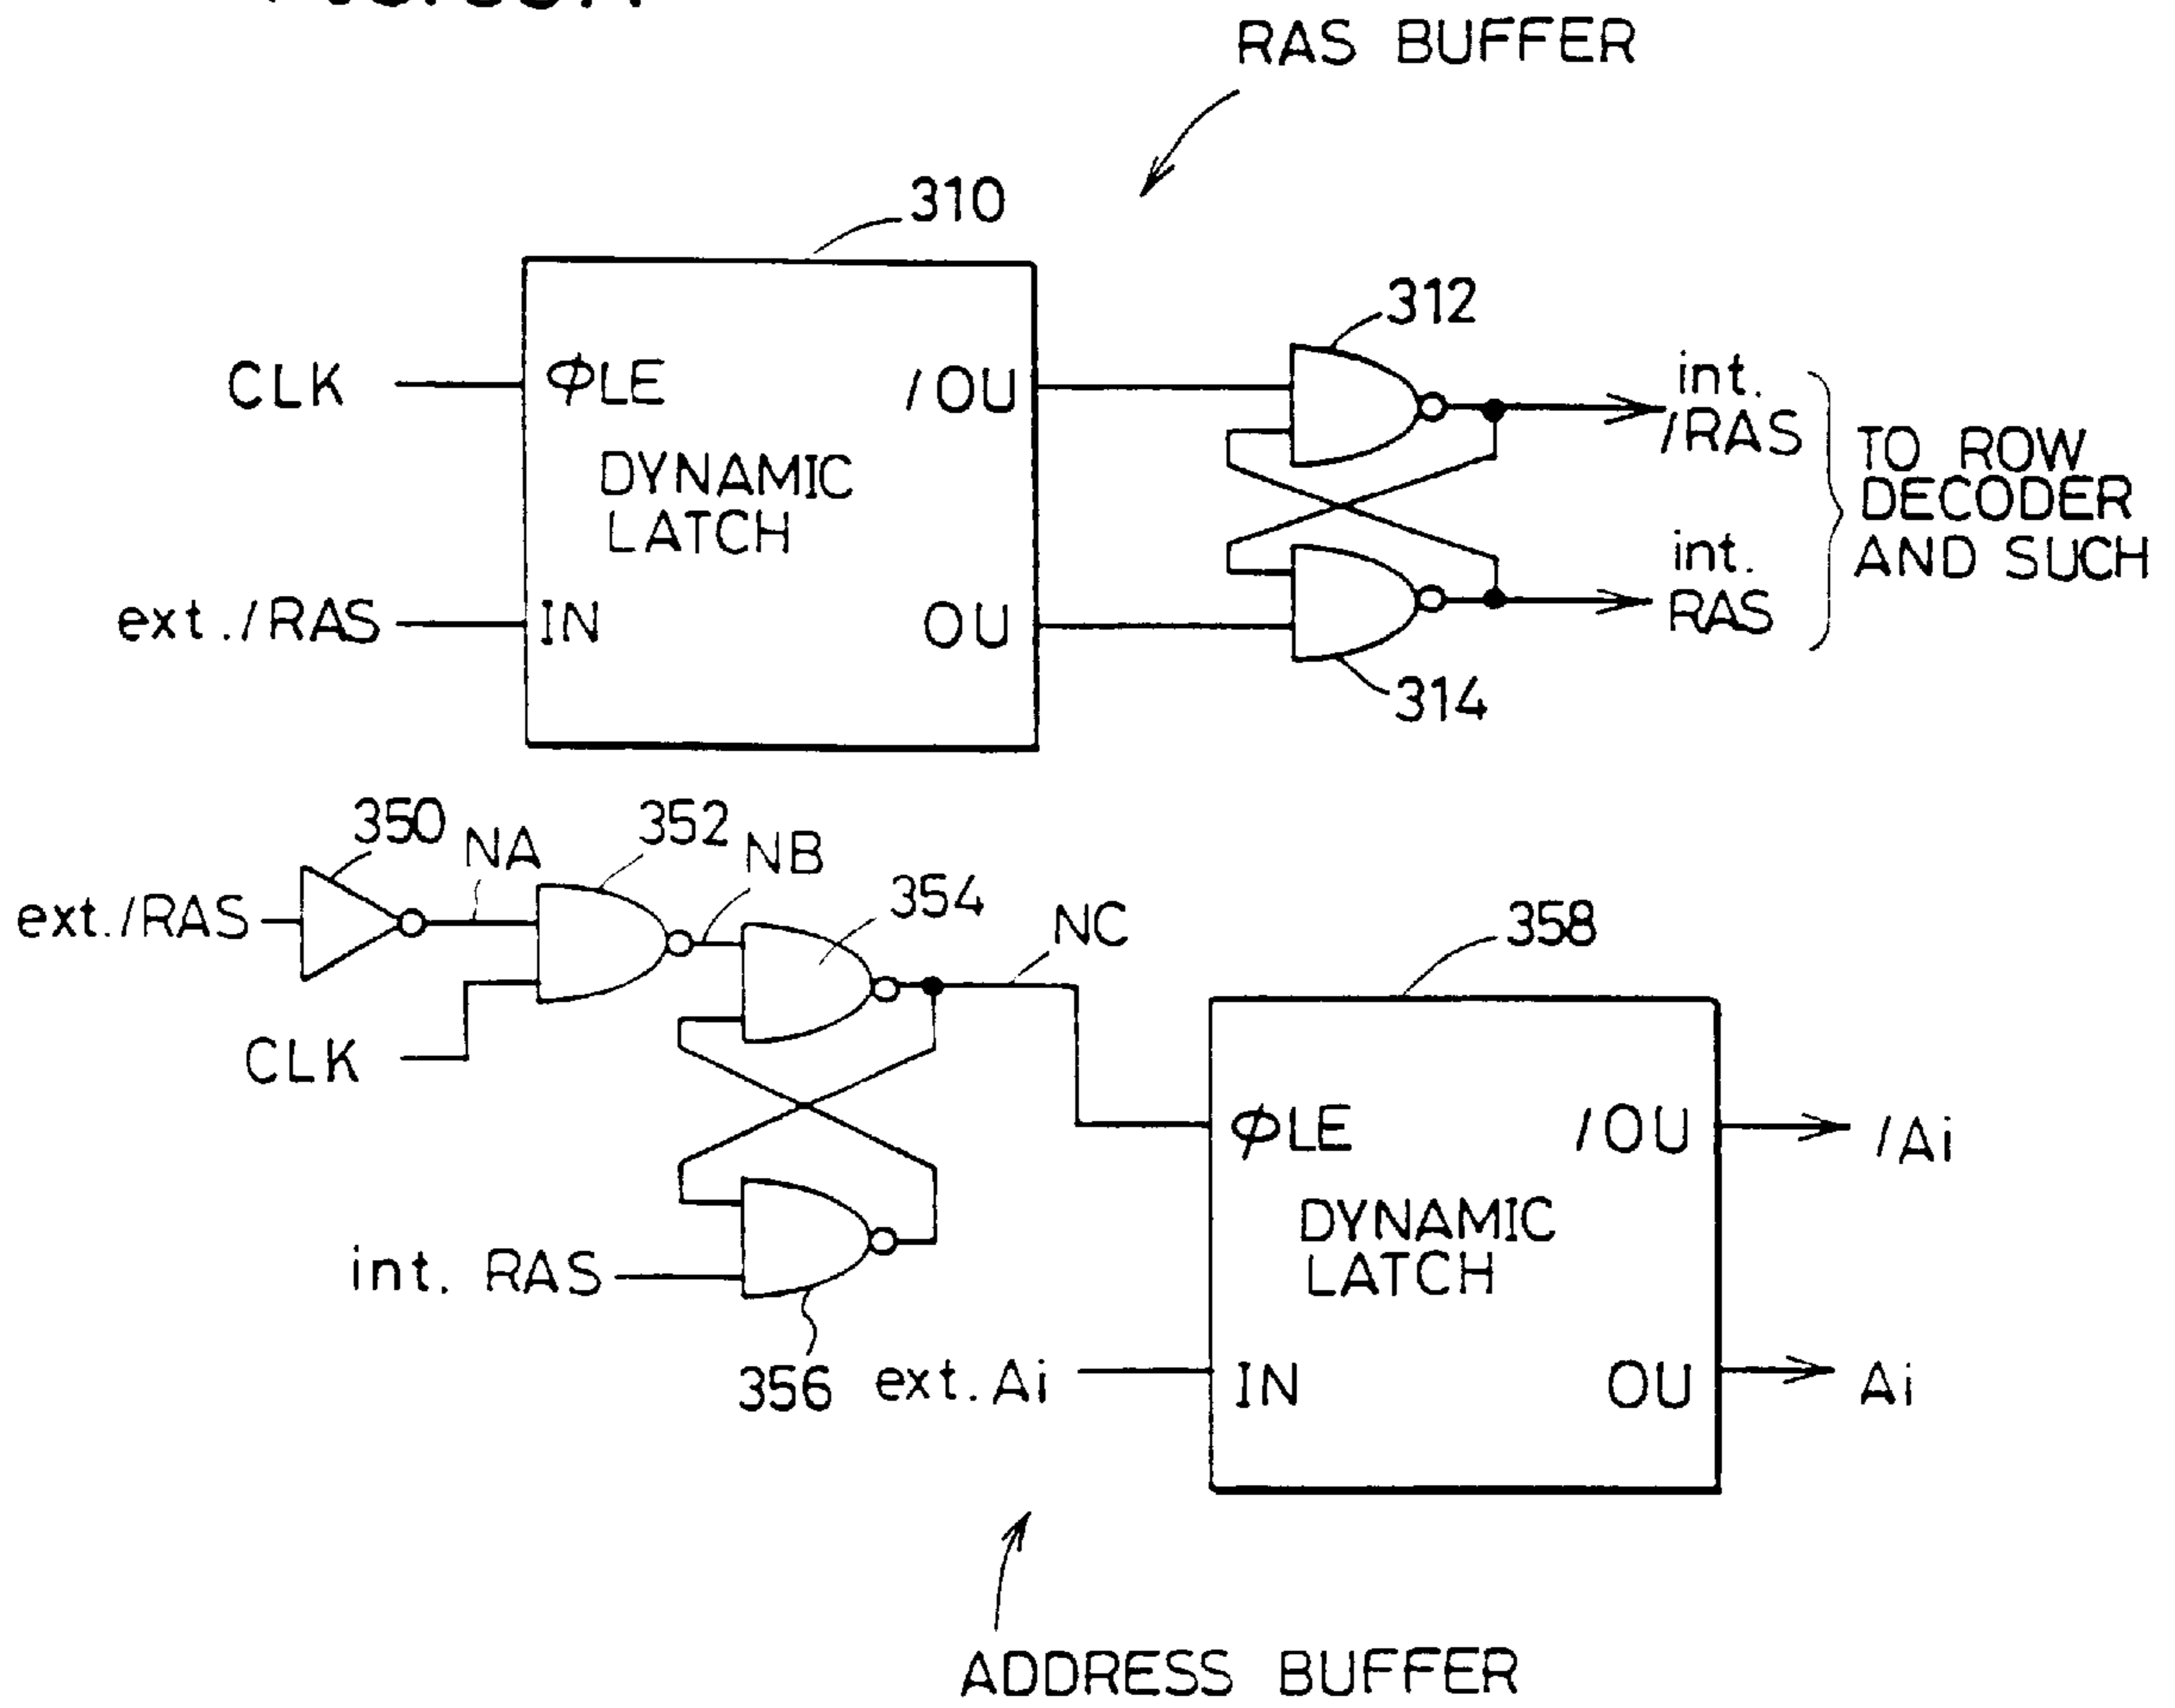 RAS BUFFER
310
312
CLK
ΦLE
/OU
int.
/RAS
DYNAMIC
LATCH
TO ROW
DECODER
AND SUCH
ext./RAS
IN
OU
int.
RAS
314
350
NA
352
NB
354
NC
358
ext./RAS
CLK
ΦLE
/OU
/Ai
DYNAMIC
LATCH
int. RAS
356
ext.Ai
IN
OU
Ai
ADDRESS BUFFER